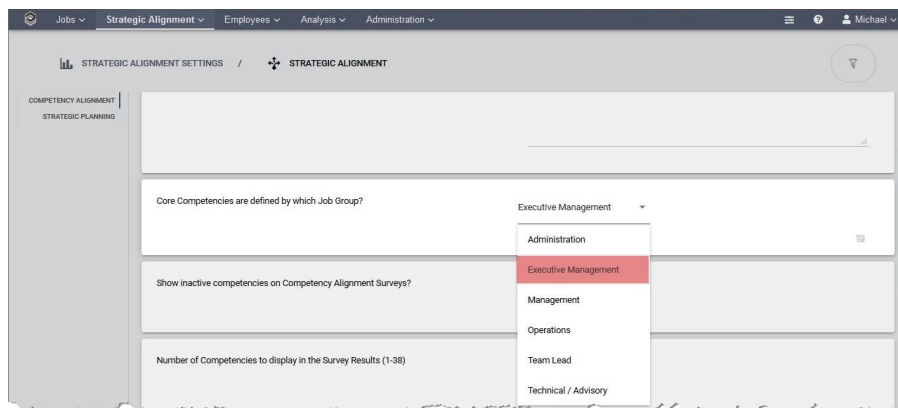 Jobs Strategic Alignment Employees Analysis Administration Michael
STRATEGIC ALIGNMENT SETTINGS / STRATEGIC ALIGNMENT
COMPETENCY ALIGNMENT
STRATEGIC PLANNING
Core Competencies are defined by which Job Group?
Executive Management
Administration
Executive Management
Management
Operations
Team Lead
Technical / Advisory
Show inactive competencies on Competency Alignment Surveys?
Number of Competencies to display in the Survey Results (1-38)